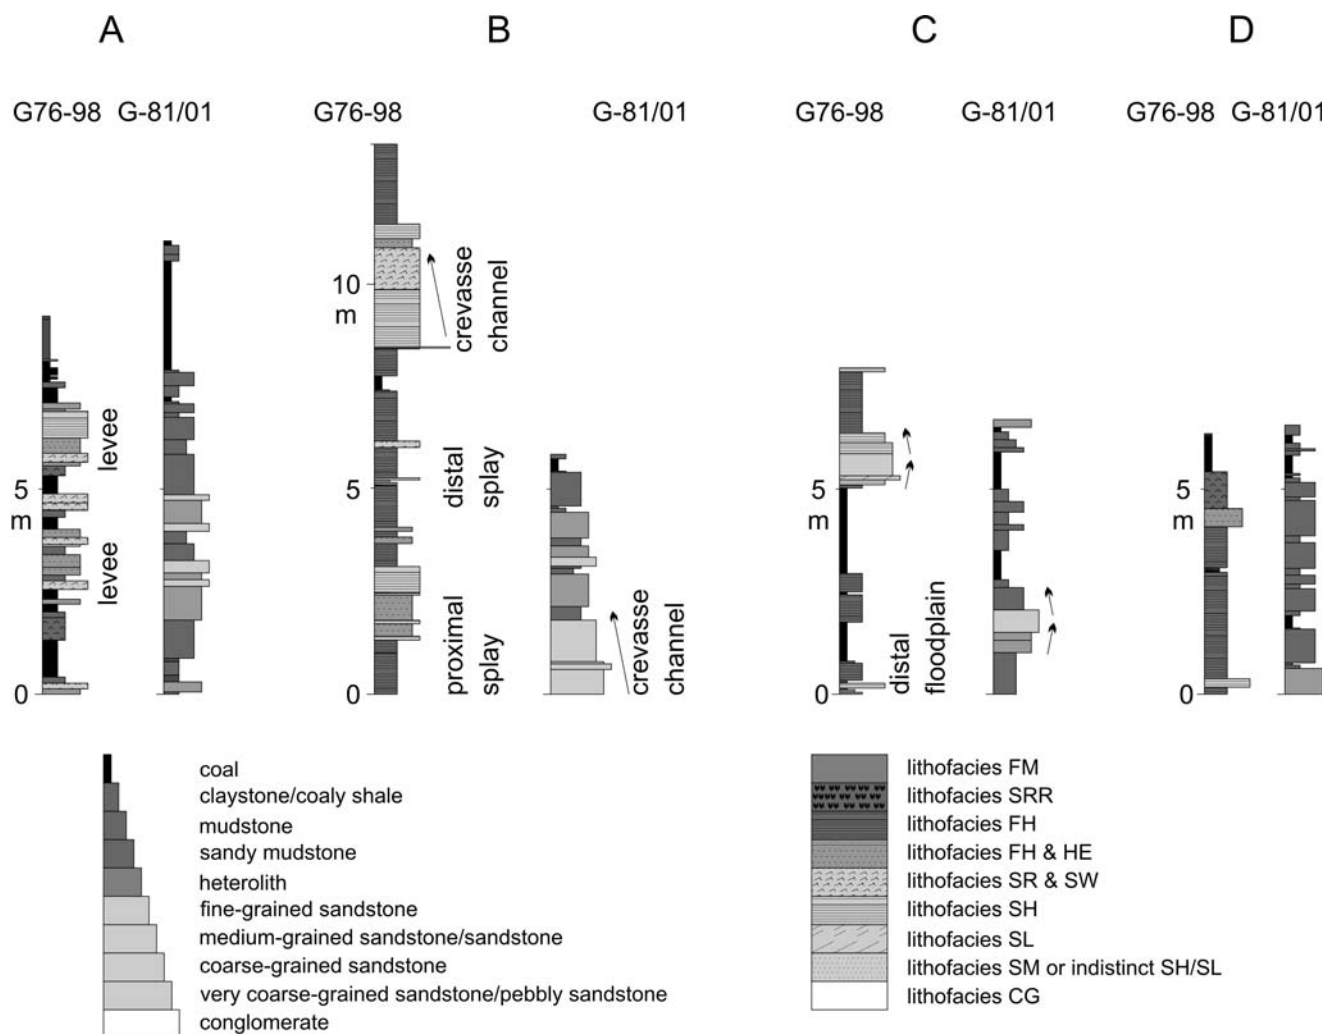 A
B
C
D
G76-98
G-81/01
G76-98
G-81/01
G76-98
G-81/01
G76-98
G-81/01
levee
levee
5
m
0
10
m
5
0
crevasse
channel
distal
splay
proximal
splay
crevasse
channel
5
m
0
distal
floodplain
5
m
0
coal
claystone/coaly shale
mudstone
sandy mudstone
heterolith
fine-grained sandstone
medium-grained sandstone/sandstone
coarse-grained sandstone
very coarse-grained sandstone/pebbly sandstone
conglomerate
lithofacies FM
lithofacies SRR
lithofacies FH
lithofacies FH & HE
lithofacies SR & SW
lithofacies SH
lithofacies SL
lithofacies SM or indistinct SH/SL
lithofacies CG